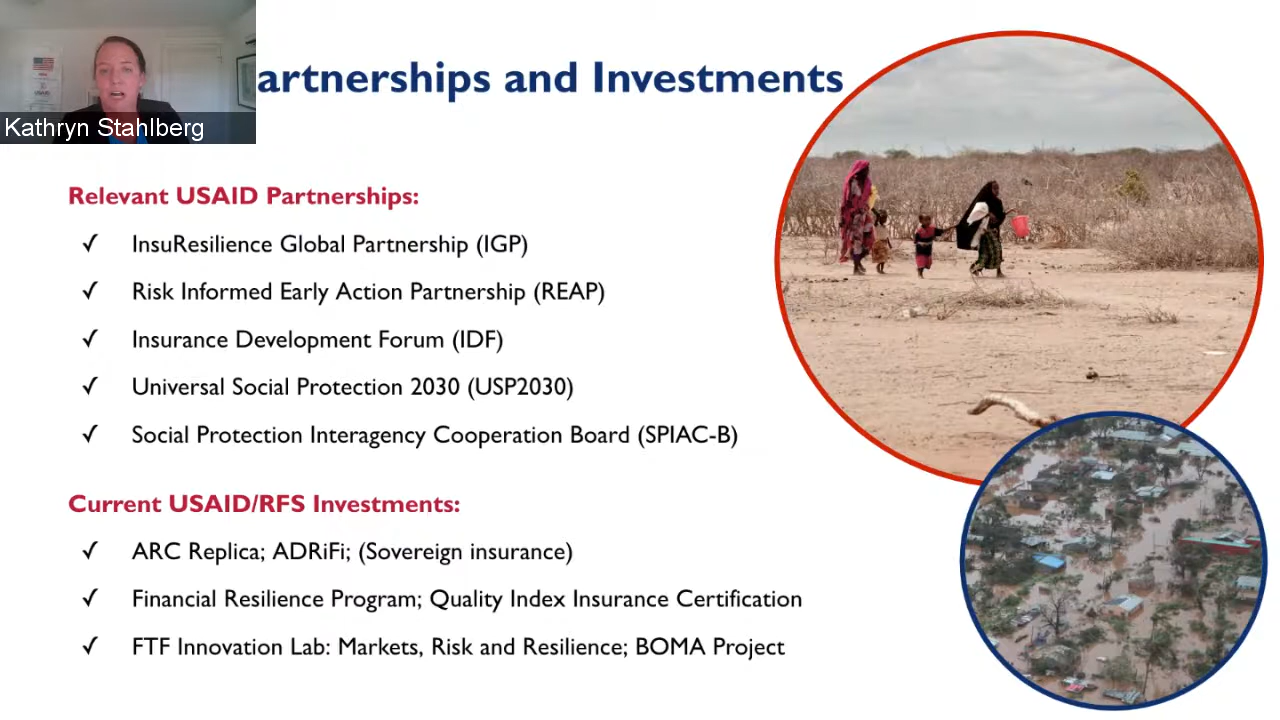 artnerships and Investments
Kathryn Stahlberg
Relevant USAID Partnerships:
✓ InsuResilience Global Partnership (IGP)
✓ Risk Informed Early Action Partnership (REAP)
✓ Insurance Development Forum (IDF)
✓ Universal Social Protection 2030 (USP2030)
✓ Social Protection Interagency Cooperation Board (SPIAC-B)
Current USAID/RFS Investments:
✓ ARC Replica; ADRiFi; (Sovereign insurance)
✓ Financial Resilience Program; Quality Index Insurance Certification
✓ FTF Innovation Lab: Markets, Risk and Resilience; BOMA Project